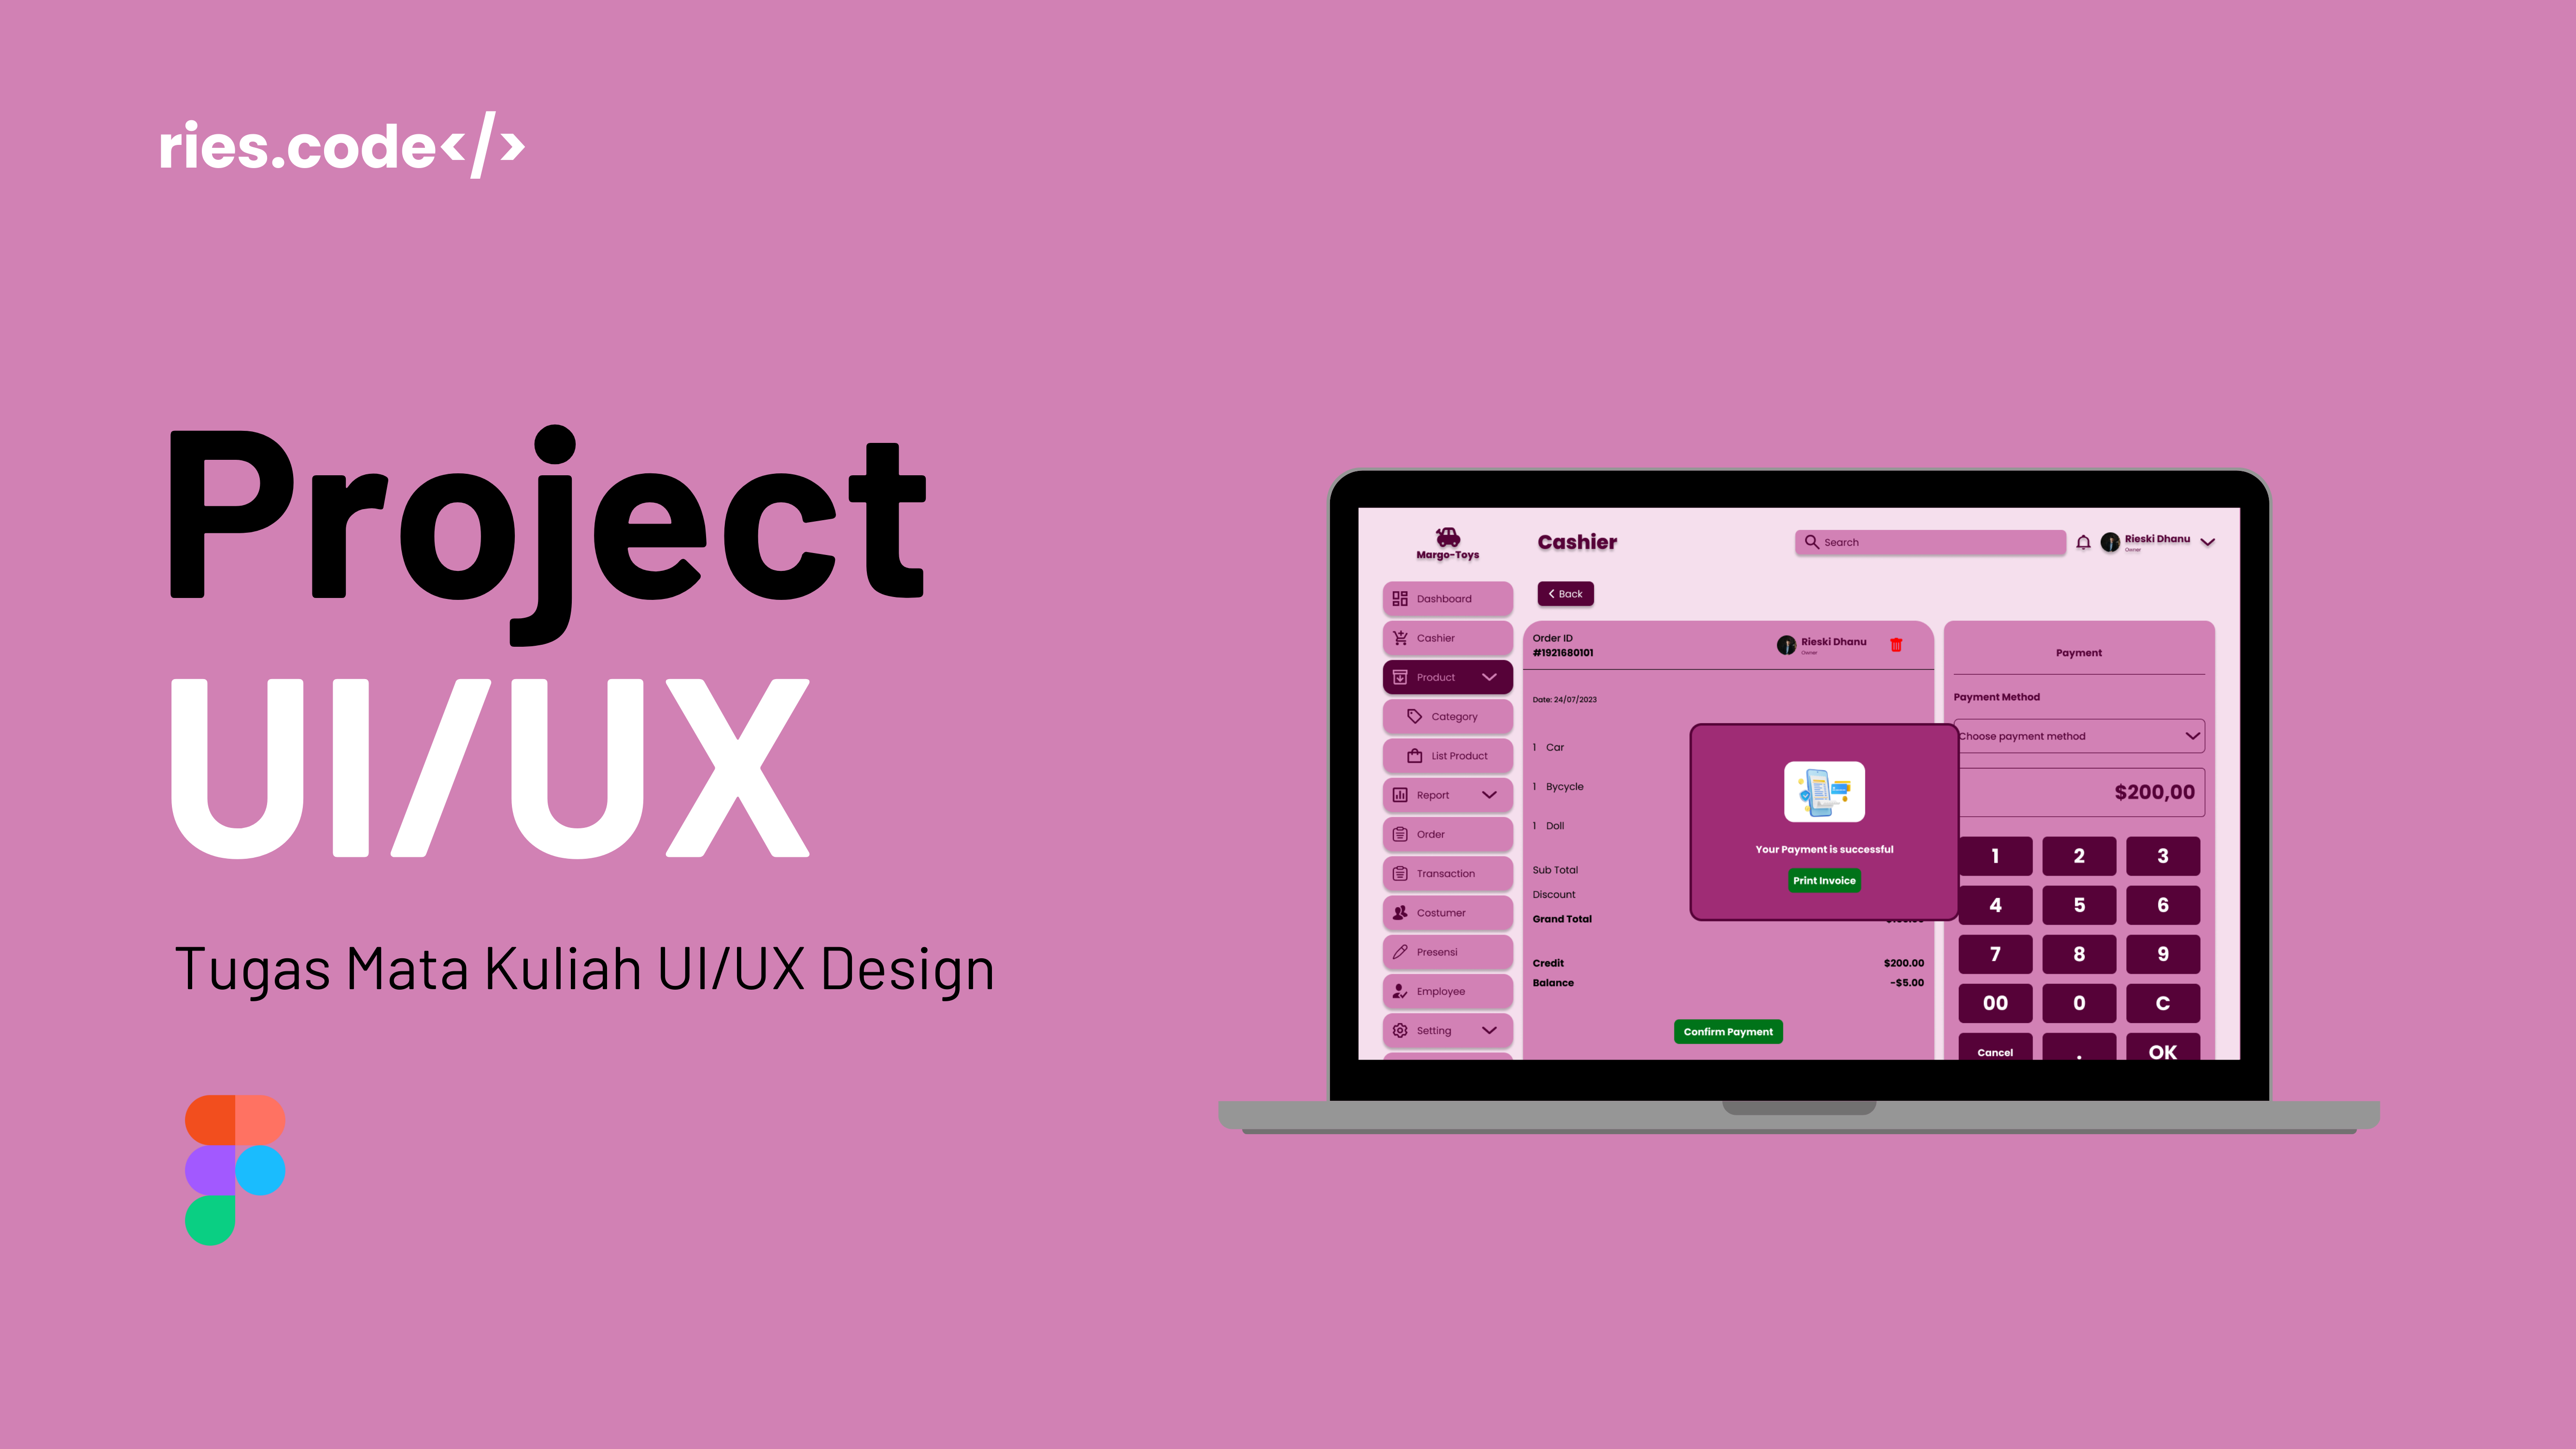 ries.code</>
Project
UI/UX
Tugas Mata Kuliah UI/UX Design
Margo-Toys
Cashier
Search
Rieski Dhanu
Owner
Dashboard
Cashier
Product
Category
List Product
Report
Order
Transaction
Costumer
Presensi
Employee
Setting
Back
Order ID
#1921680101
Rieski Dhanu
Owner
Date: 24/07/2023
1 Car
1 Bycycle
1 Doll
Sub Total
Discount
Grand Total
Credit $200.00
Balance -$5.00
Confirm Payment
Your Payment is successful
Print Invoice
Payment
Payment Method
Choose payment method
$200,00
1 2 3
4 5 6
7 8 9
00 0 C
Cancel . OK